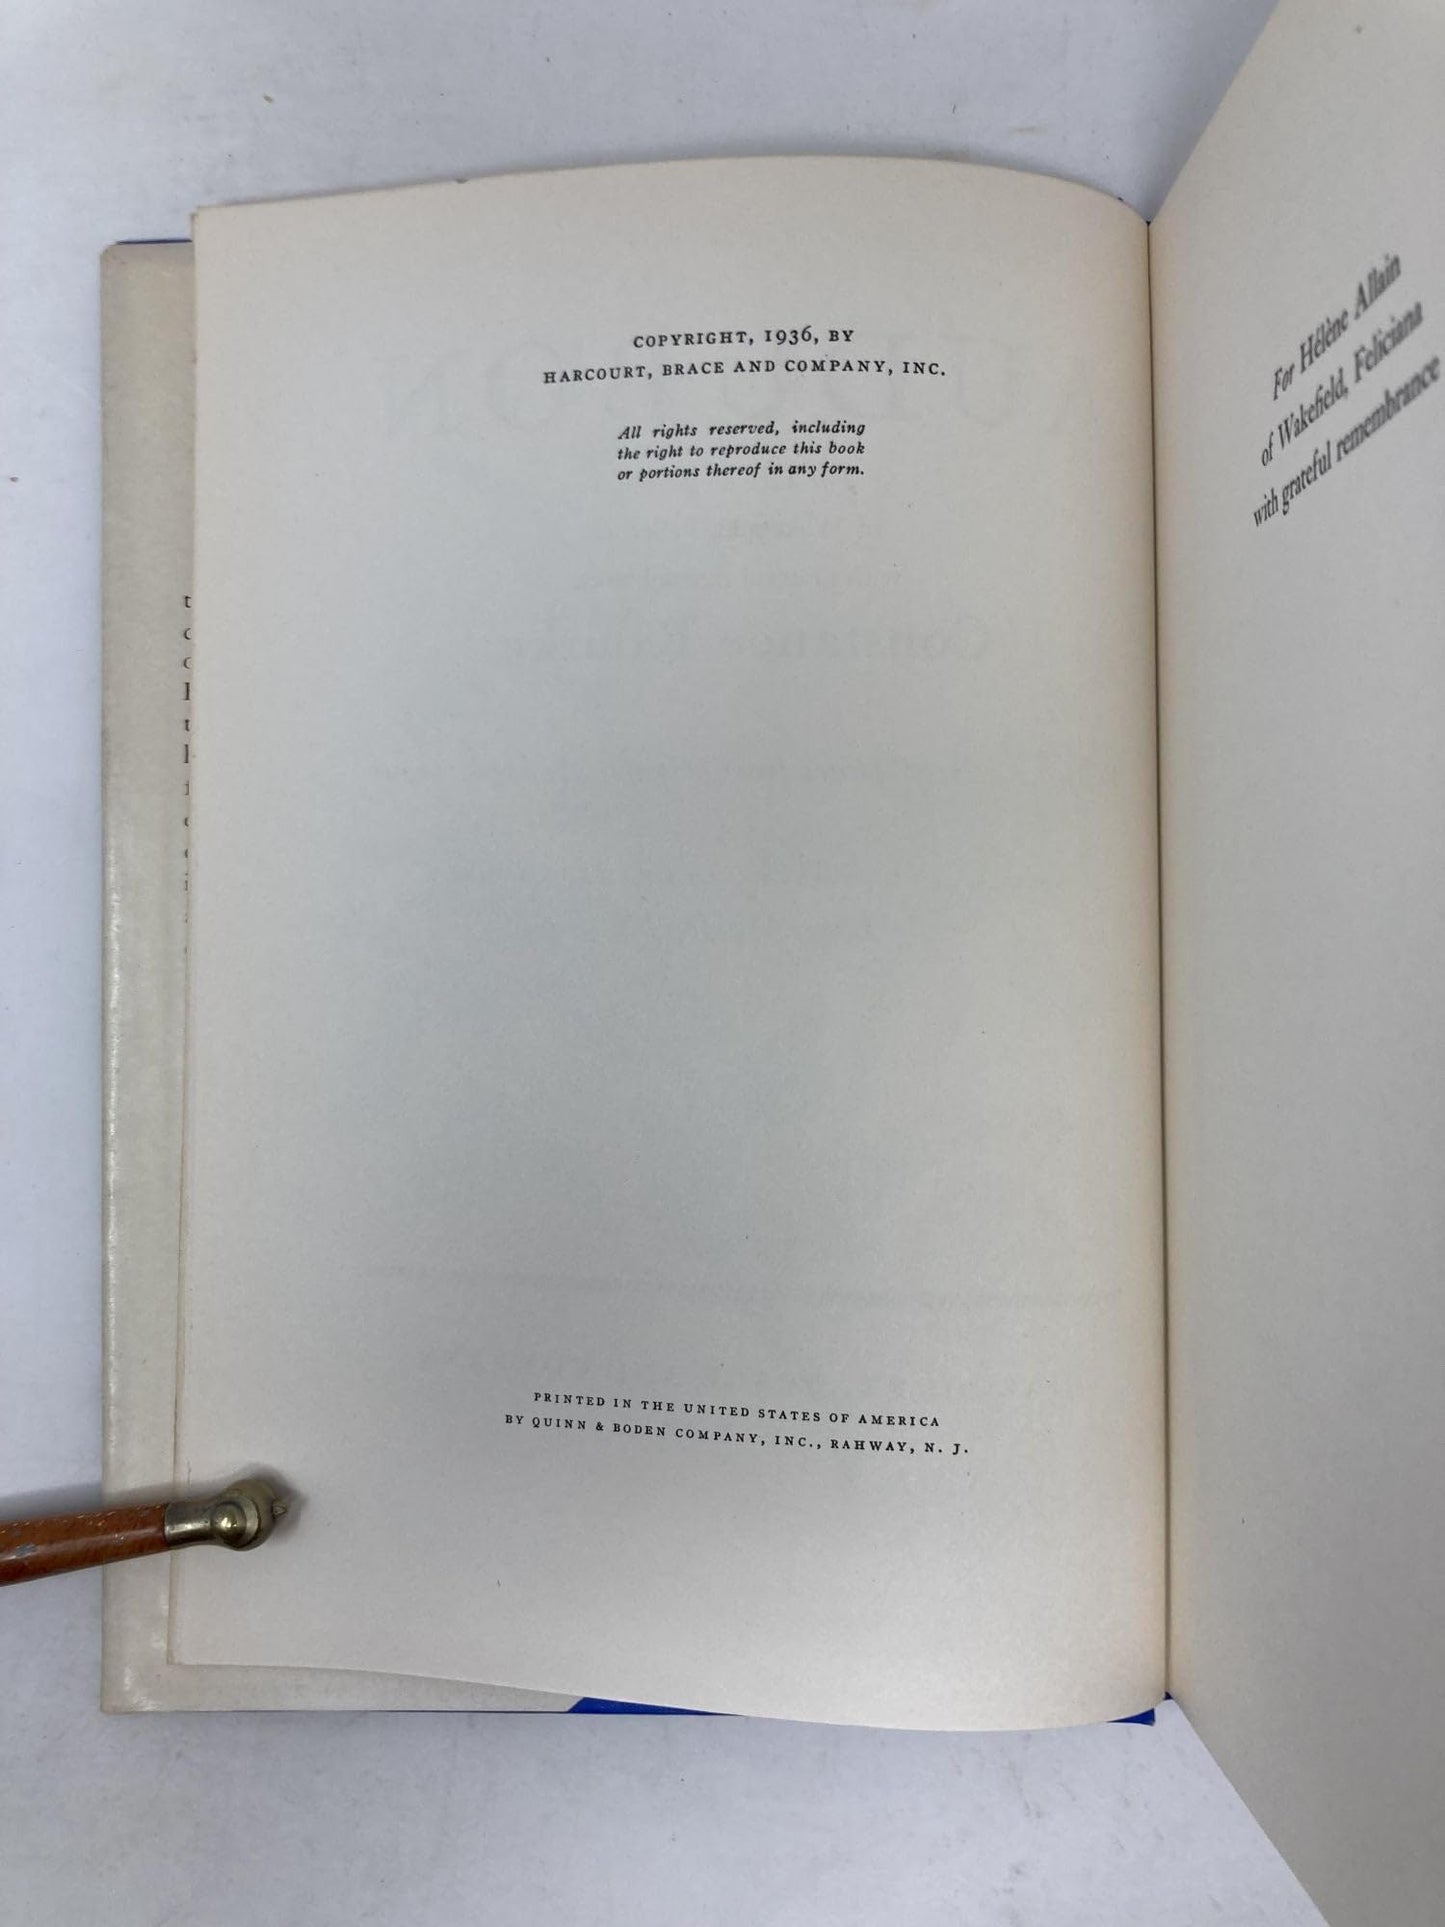 COPYRIGHT, 1936, BY
HARCOURT, BRACE AND COMPANY, INC.
All rights reserved, including
the right to reproduce this book
or portions thereof in any form.
PRINTED IN THE UNITED STATES OF AMERICA
BY QUINN & BODEN COMPANY, INC., RAHWAY, N. J.
For Hélène Allain
of Wakefield, Feliciana
with grateful remembrance